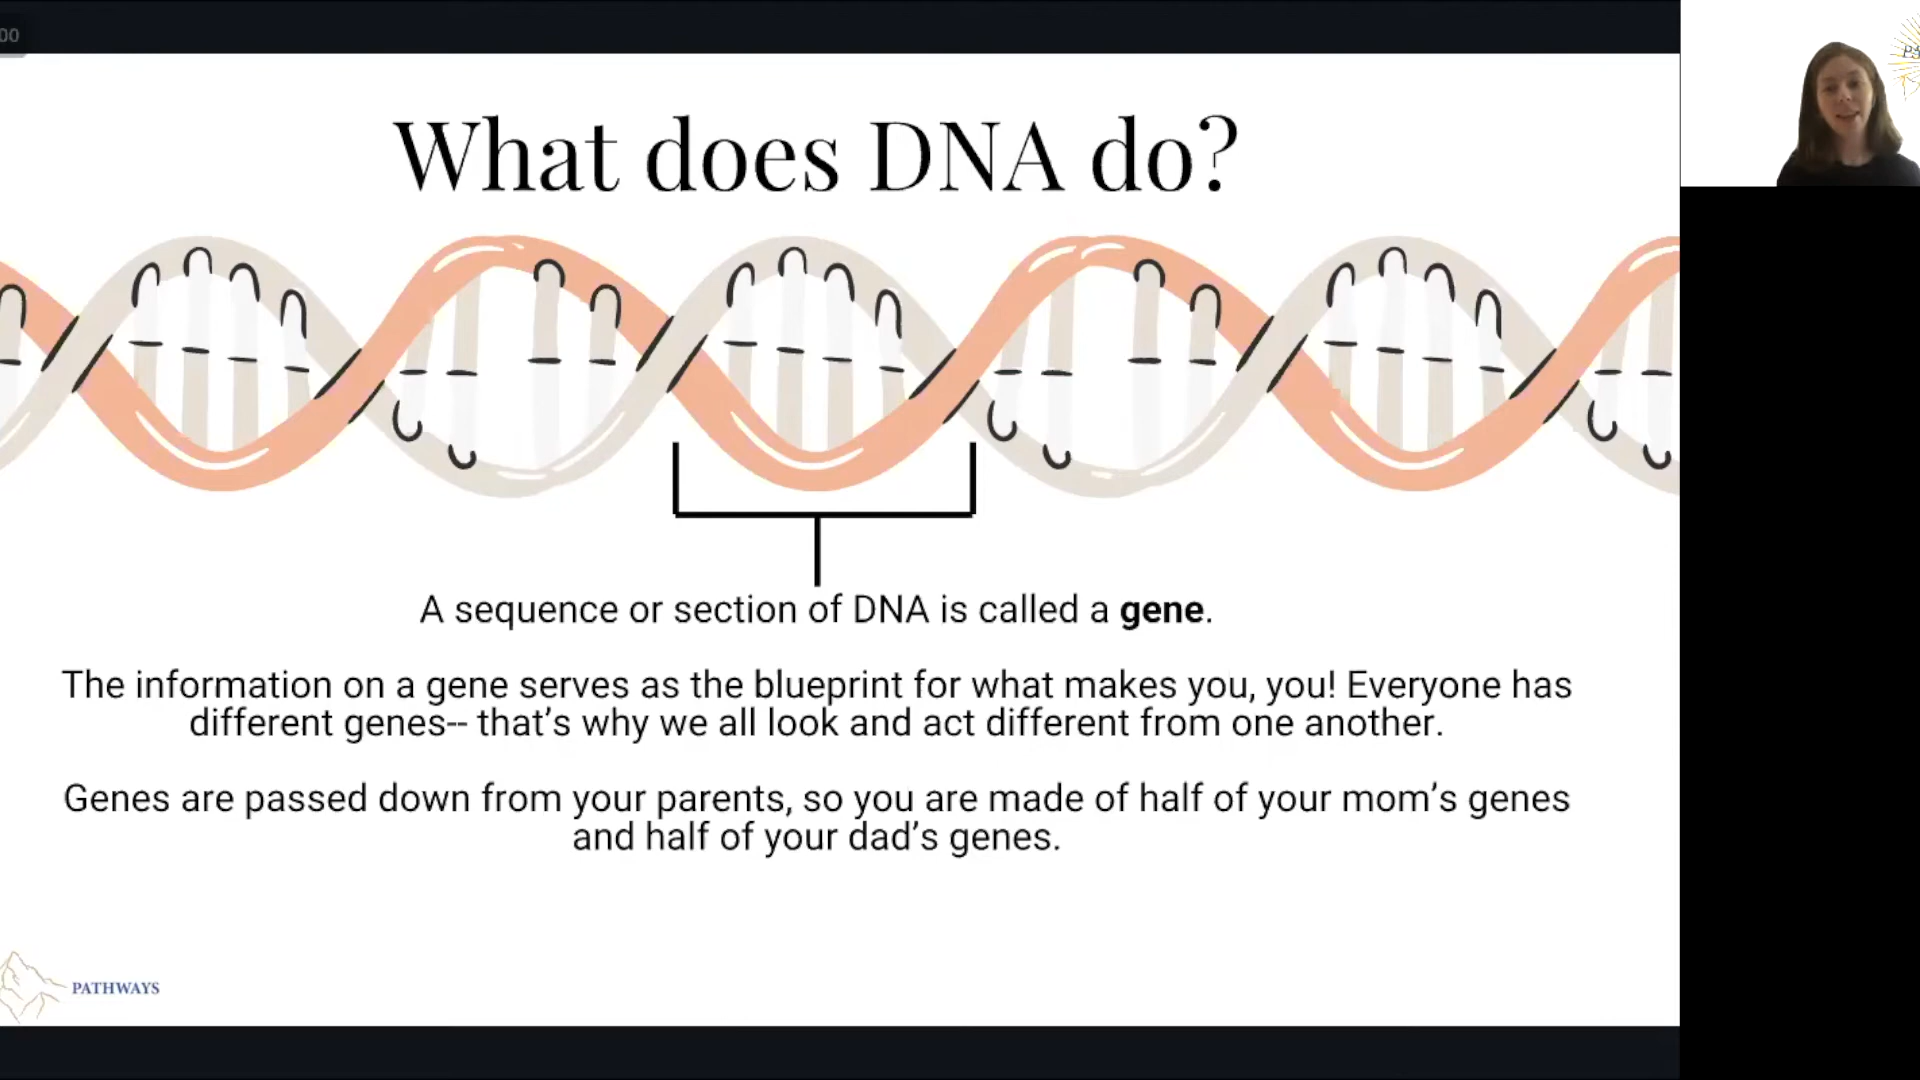 00
What does DNA do?
A sequence or section of DNA is called a gene.
The information on a gene serves as the blueprint for what makes you, you! Everyone has
different genes-- that’s why we all look and act different from one another.
Genes are passed down from your parents, so you are made of half of your mom’s genes
and half of your dad’s genes.
PATHWAYS